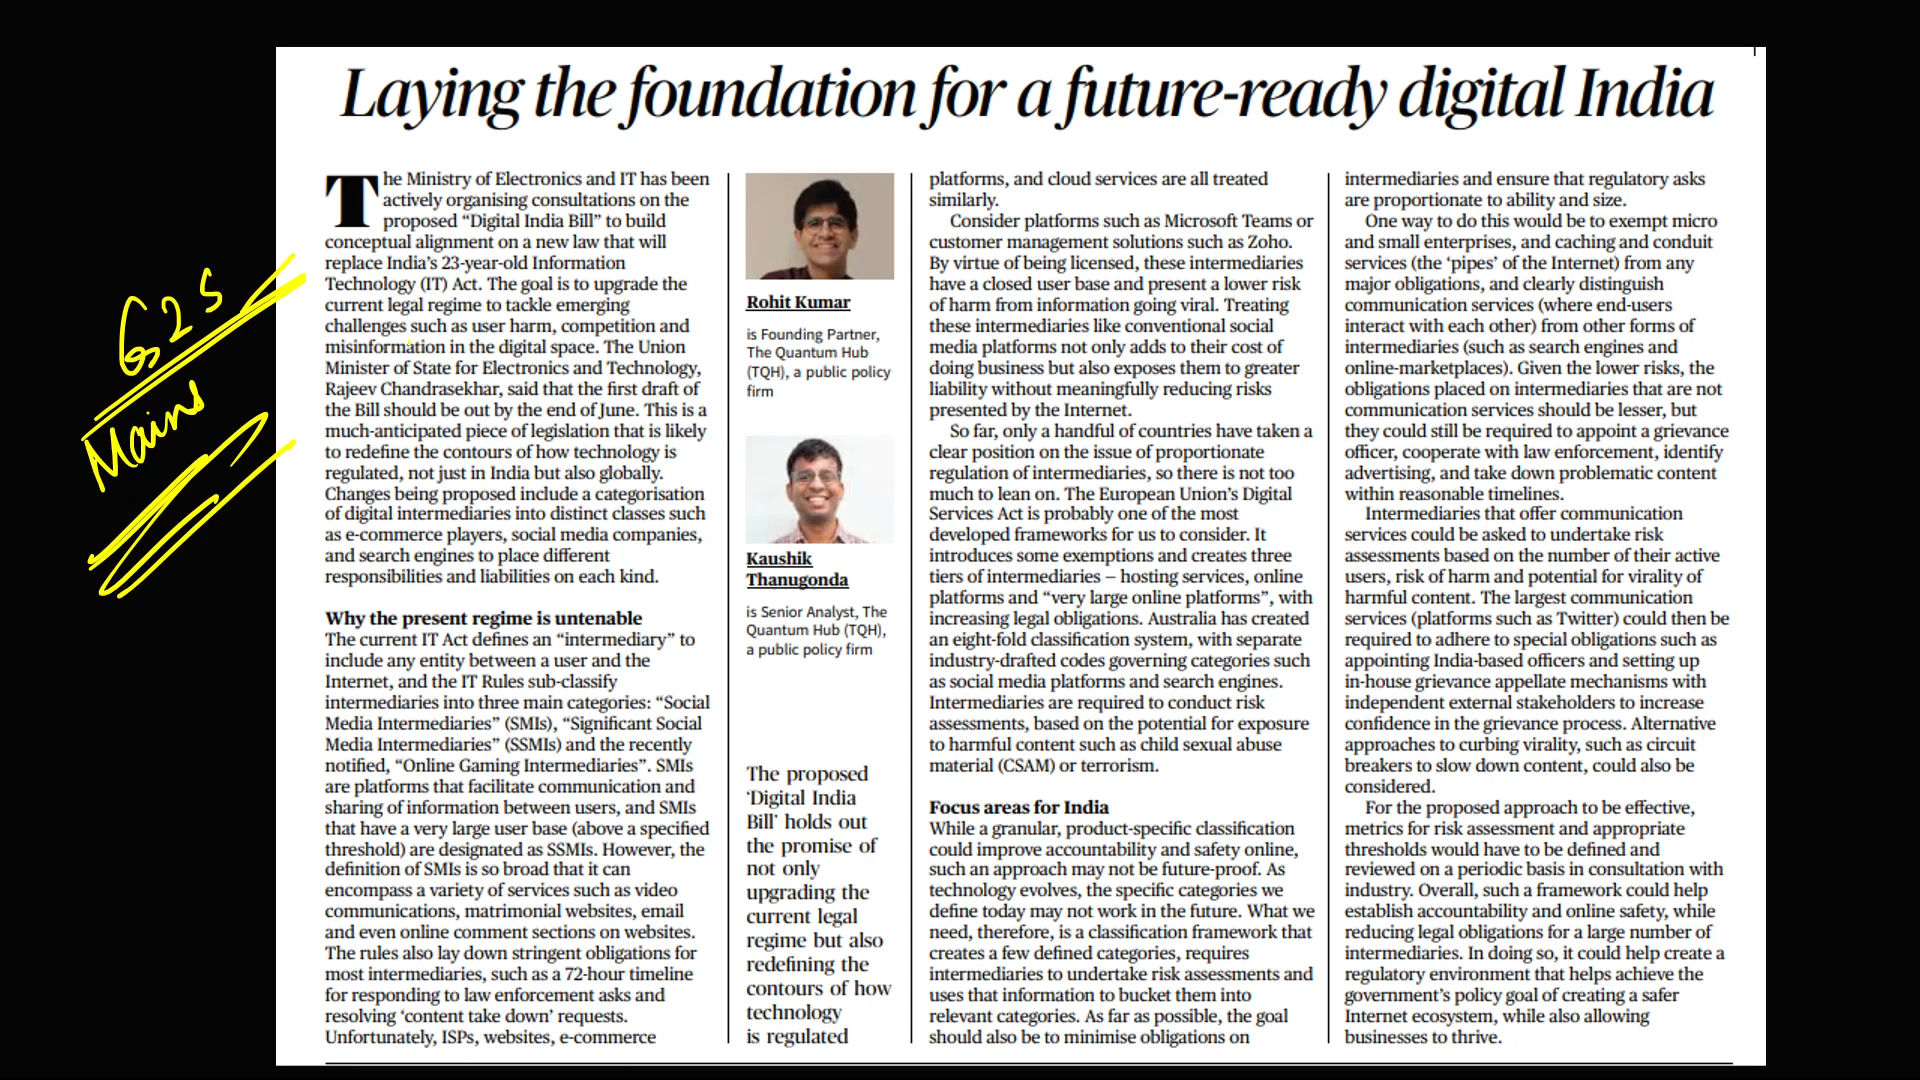 Laying the foundation for a future-ready digital India
The Ministry of Electronics and IT has been
actively organising consultations on the
proposed “Digital India Bill” to build
conceptual alignment on a new law that will
replace India’s 23-year-old Information
Technology (IT) Act. The goal is to upgrade the
current legal regime to tackle emerging
challenges such as user harm, competition and
misinformation in the digital space. The Union
Minister of State for Electronics and Technology,
Rajeev Chandrasekhar, said that the first draft of
the Bill should be out by the end of June. This is a
much-anticipated piece of legislation that is likely
to redefine the contours of how technology is
regulated, not just in India but also globally.
Changes being proposed include a categorisation
of digital intermediaries into distinct classes such
as e-commerce players, social media companies,
and search engines to place different
responsibilities and liabilities on each kind.
Why the present regime is untenable
The current IT Act defines an “intermediary” to
include any entity between a user and the
Internet, and the IT Rules sub-classify
intermediaries into three main categories: “Social
Media Intermediaries” (SMIs), “Significant Social
Media Intermediaries” (SSMIs) and the recently
notified, “Online Gaming Intermediaries”. SMIs
are platforms that facilitate communication and
sharing of information between users, and SMIs
that have a very large user base (above a specified
threshold) are designated as SSMIs. However, the
definition of SMIs is so broad that it can
encompass a variety of services such as video
communications, matrimonial websites, email
and even online comment sections on websites.
The rules also lay down stringent obligations for
most intermediaries, such as a 72-hour timeline
for responding to law enforcement asks and
resolving ‘content take down’ requests.
Unfortunately, ISPs, websites, e-commerce
Rohit Kumar
is Founding Partner,
The Quantum Hub
(TQH), a public policy
firm
Kaushik
Thanugonda
is Senior Analyst, The
Quantum Hub (TQH),
a public policy firm
The proposed
‘Digital India
Bill’ holds out
the promise of
not only
upgrading the
current legal
regime but also
redefining the
contours of how
technology
is regulated
platforms, and cloud services are all treated
similarly.
Consider platforms such as Microsoft Teams or
customer management solutions such as Zoho.
By virtue of being licensed, these intermediaries
have a closed user base and present a lower risk
of harm from information going viral. Treating
these intermediaries like conventional social
media platforms not only adds to their cost of
doing business but also exposes them to greater
liability without meaningfully reducing risks
presented by the Internet.
So far, only a handful of countries have taken a
clear position on the issue of proportionate
regulation of intermediaries, so there is not too
much to lean on. The European Union’s Digital
Services Act is probably one of the most
developed frameworks for us to consider. It
introduces some exemptions and creates three
tiers of intermediaries – hosting services, online
platforms and “very large online platforms”, with
increasing legal obligations. Australia has created
an eight-fold classification system, with separate
industry-drafted codes governing categories such
as social media platforms and search engines.
Intermediaries are required to conduct risk
assessments, based on the potential for exposure
to harmful content such as child sexual abuse
material (CSAM) or terrorism.
Focus areas for India
While a granular, product-specific classification
could improve accountability and safety online,
such an approach may not be future-proof. As
technology evolves, the specific categories we
define today may not work in the future. What we
need, therefore, is a classification framework that
creates a few defined categories, requires
intermediaries to undertake risk assessments and
uses that information to bucket them into
relevant categories. As far as possible, the goal
should also be to minimise obligations on
intermediaries and ensure that regulatory asks
are proportionate to ability and size.
One way to do this would be to exempt micro
and small enterprises, and caching and conduit
services (the ‘pipes’ of the Internet) from any
major obligations, and clearly distinguish
communication services (where end-users
interact with each other) from other forms of
intermediaries (such as search engines and
online-marketplaces). Given the lower risks, the
obligations placed on intermediaries that are not
communication services should be lesser, but
they could still be required to appoint a grievance
officer, cooperate with law enforcement, identify
advertising, and take down problematic content
within reasonable timelines.
Intermediaries that offer communication
services could be asked to undertake risk
assessments based on the number of their active
users, risk of harm and potential for virality of
harmful content. The largest communication
services (platforms such as Twitter) could then be
required to adhere to special obligations such as
appointing India-based officers and setting up
in-house grievance appellate mechanisms with
independent external stakeholders to increase
confidence in the grievance process. Alternative
approaches to curbing virality, such as circuit
breakers to slow down content, could also be
considered.
For the proposed approach to be effective,
metrics for risk assessment and appropriate
thresholds would have to be defined and
reviewed on a periodic basis in consultation with
industry. Overall, such a framework could help
establish accountability and online safety, while
reducing legal obligations for a large number of
intermediaries. In doing so, it could help create a
regulatory environment that helps achieve the
government’s policy goal of creating a safer
Internet ecosystem, while also allowing
businesses to thrive.
Mains